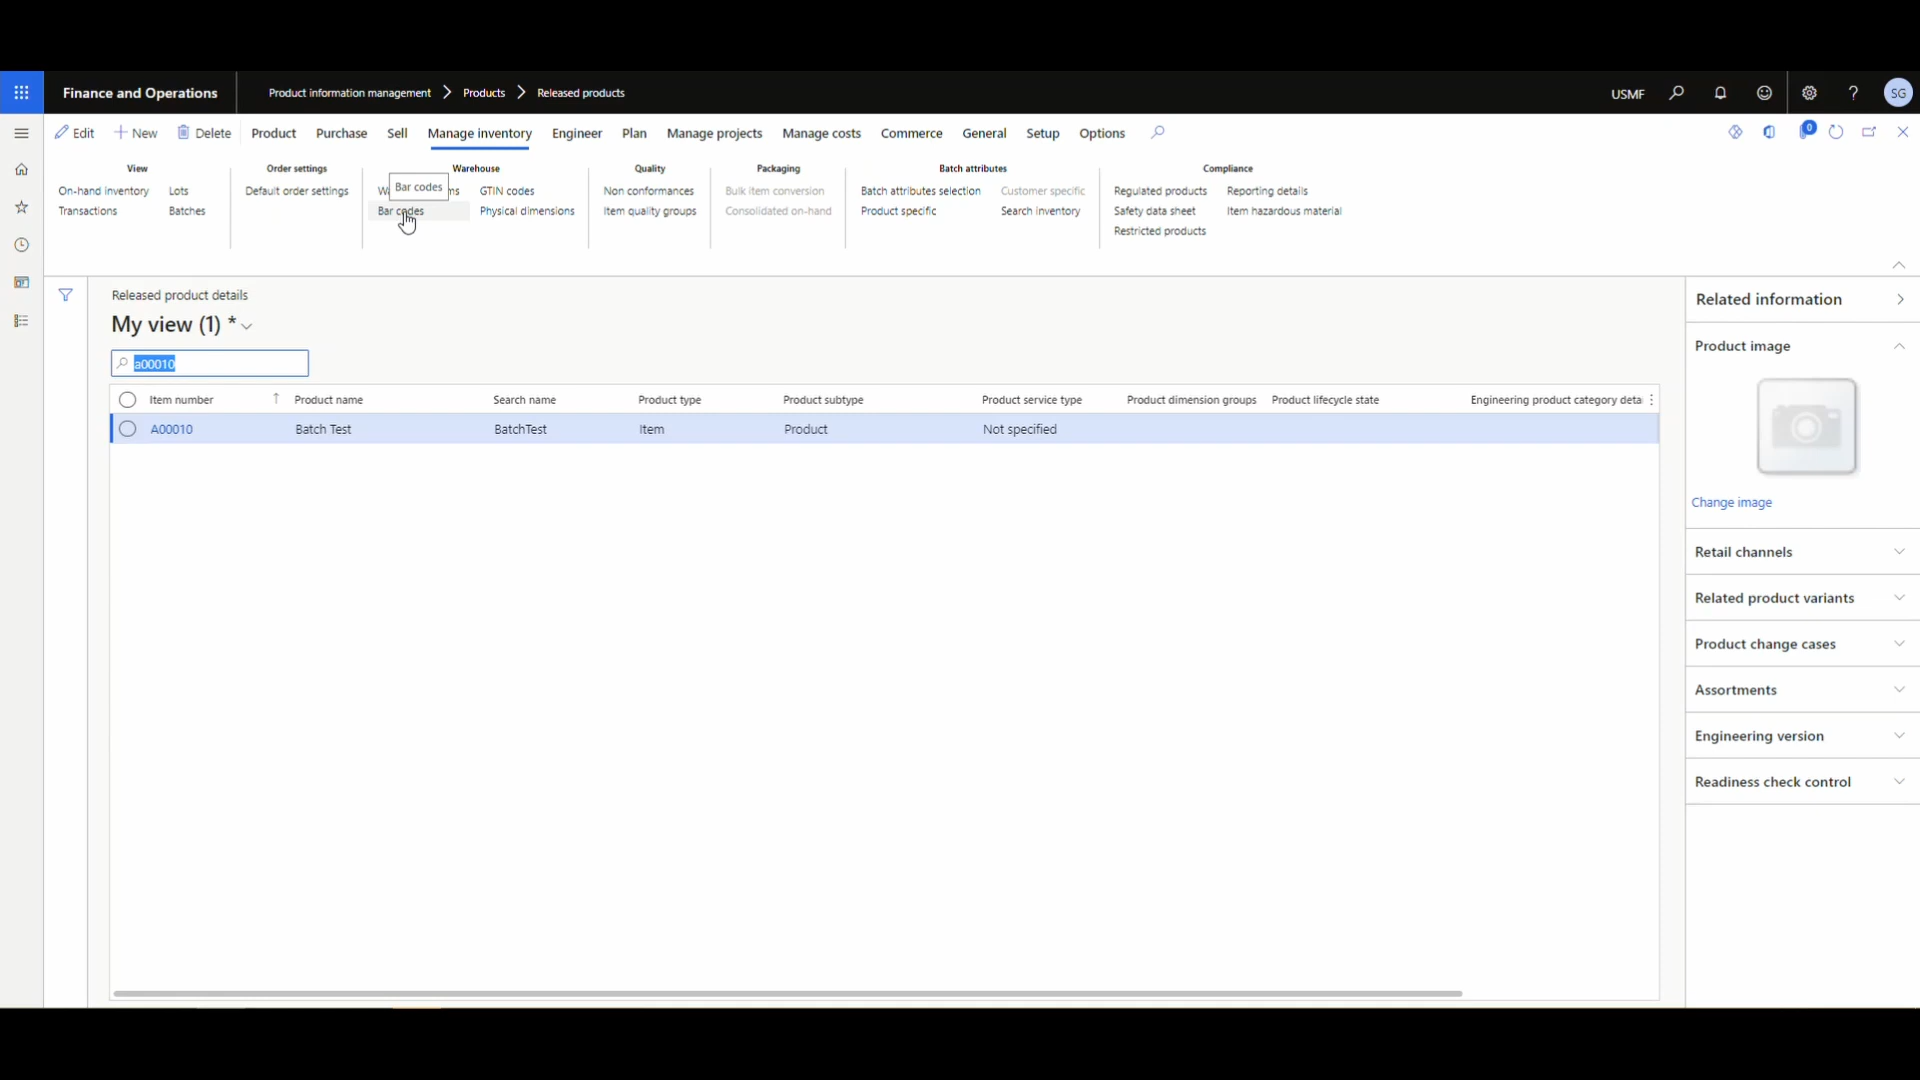 Finance and Operations
Product information management > Products > Released products
USMF
SG
Edit
New
Delete
Product
Purchase
Sell
Manage inventory
Engineer
Plan
Manage projects
Manage costs
Commerce
General
Setup
Options
0
View
On-hand inventory
Lots
Transactions
Batches
Order settings
Default order settings
Warehouse
Bar codes
GTIN codes
Bar codes
Physical dimensions
Quality
Non conformances
Item quality groups
Packaging
Bulk item conversion
Consolidated on-hand
Batch attributes
Batch attributes selection
Customer specific
Product specific
Search inventory
Compliance
Regulated products
Reporting details
Safety data sheet
Item hazardous material
Restricted products
Released product details
My view (1) *
a00010
Item number Product name Search name Product type Product subtype Product service type Product dimension groups Product lifecycle state Engineering product category detai
A00010 Batch Test BatchTest Item Product Not specified
Related information
Product image
Change image
Retail channels
Related product variants
Product change cases
Assortments
Engineering version
Readiness check control